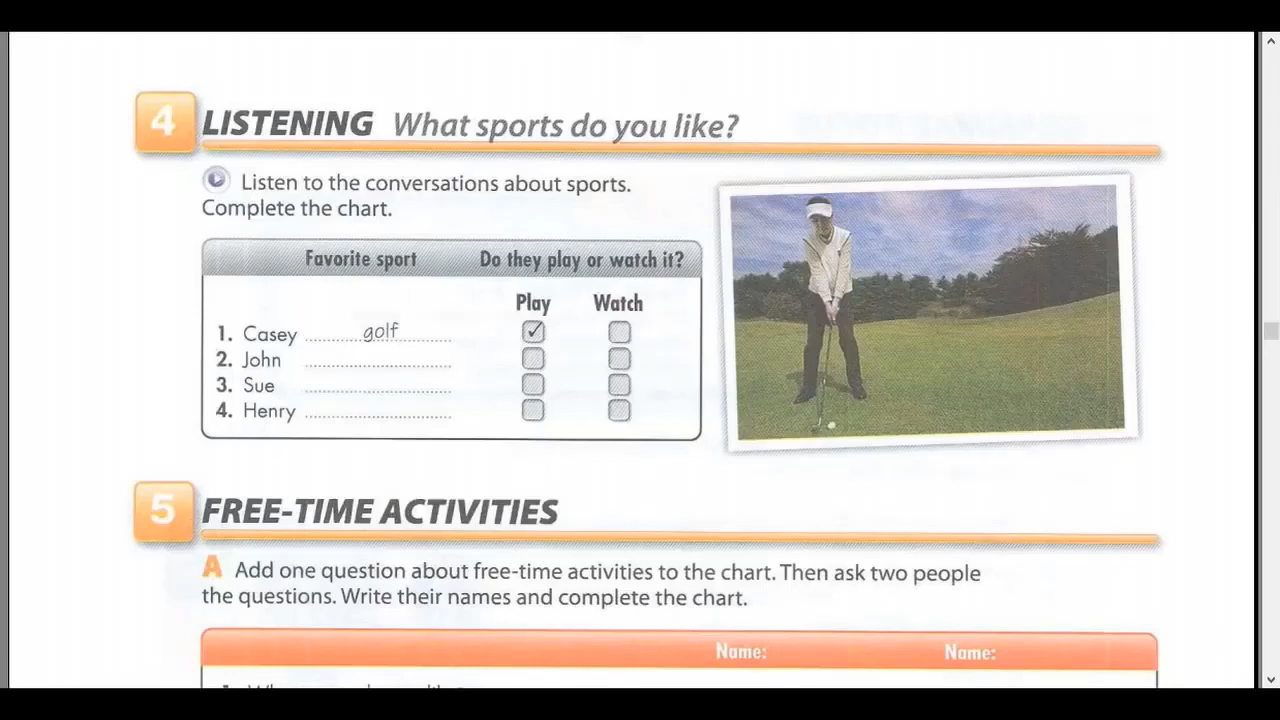 4 LISTENING What sports do you like?
Listen to the conversations about sports.
Complete the chart.
Favorite sport Do they play or watch it?
Play Watch
1. Casey golf ✓
2. John
3. Sue
4. Henry
5 FREE-TIME ACTIVITIES
A Add one question about free-time activities to the chart. Then ask two people
the questions. Write their names and complete the chart.
Name: Name: